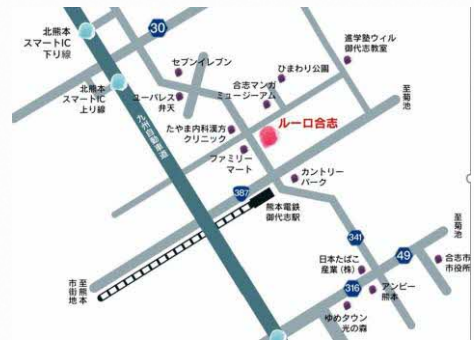 北熊本
スマートIC
下り線
30
セブンイレブン
進学塾ウィル
御代志教室
ひまわり公園
北熊本
スマートIC
上り線
ユーパレス
弁天
合志マンガ
ミュージアム
至菊池
九州自動車道
たやま内科漢方
クリニック
ルーロ合志
ファミリー
マート
カントリー
パーク
387
熊本電鉄
御代志駅
至菊池
341
49
至熊本
市街地
日本たばこ
産業(株)
合志市
市役所
316
アンビー
熊本
ゆめタウン
光の森